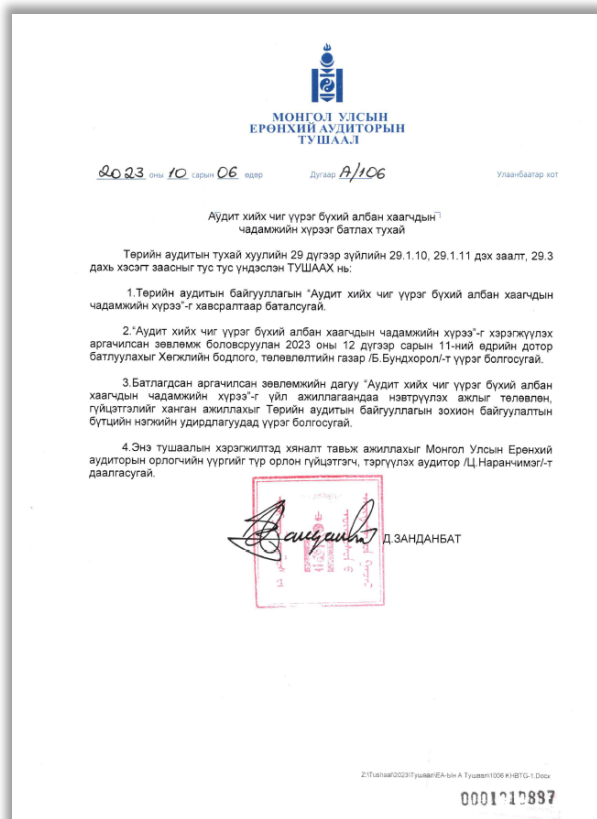 МОНГОЛ УЛСЫН
ЕРӨНХИЙ АУДИТОРЫН
ТУШААЛ
2023 оны 10 сарын 06 өдөр Дугаар А/106 Улаанбаатар хот
Аудит хийх чиг үүрэг бүхий албан хаагчдын
чадамжийн хүрээг батлах тухай
Төрийн аудитын тухай хуулийн 29 дүгээр зүйлийн 29.1.10, 29.1.11 дэх заалт, 29.3
дахь хэсэгт заасныг тус тус үндэслэн ТУШААХ нь:
1.Төрийн аудитын байгууллагын "Аудит хийх чиг үүрэг бүхий албан хаагчдын
чадамжийн хүрээ"-г хавсралтаар баталсугай.
2."Аудит хийх чиг үүрэг бүхий албан хаагчдын чадамжийн хүрээ"-г хэрэгжүүлэх
аргачилсан зөвлөмж боловсруулан 2023 оны 12 дугаар сарын 11-ний өдрийн дотор
батлуулахыг Хөгжлийн бодлого, төлөвлөлтийн газар /Б.Бундхорол/-т үүрэг болгосугай.
3.Батлагдсан аргачилсан зөвлөмжийн дагуу "Аудит хийх чиг үүрэг бүхий албан
хаагчдын чадамжийн хүрээ"-г үйл ажиллагаандаа нэвтрүүлэх ажлыг төлөвлөн,
гүйцэтгэлийг ханган ажиллахыг Төрийн аудитын байгууллагын зохион байгуулалтын
бүтцийн нэгжийн удирдлагуудад үүрэг болгосугай.
4.Энэ тушаалын хэрэгжилтэд хяналт тавьж ажиллахыг Монгол Улсын Ерөнхий
аудиторын орлогчийн үүргийг түр орлон гүйцэтгэгч, тэргүүлэх аудитор /Ц.Наранчимэг/-т
даалгасугай.
Д.ЗАНДАНБАТ